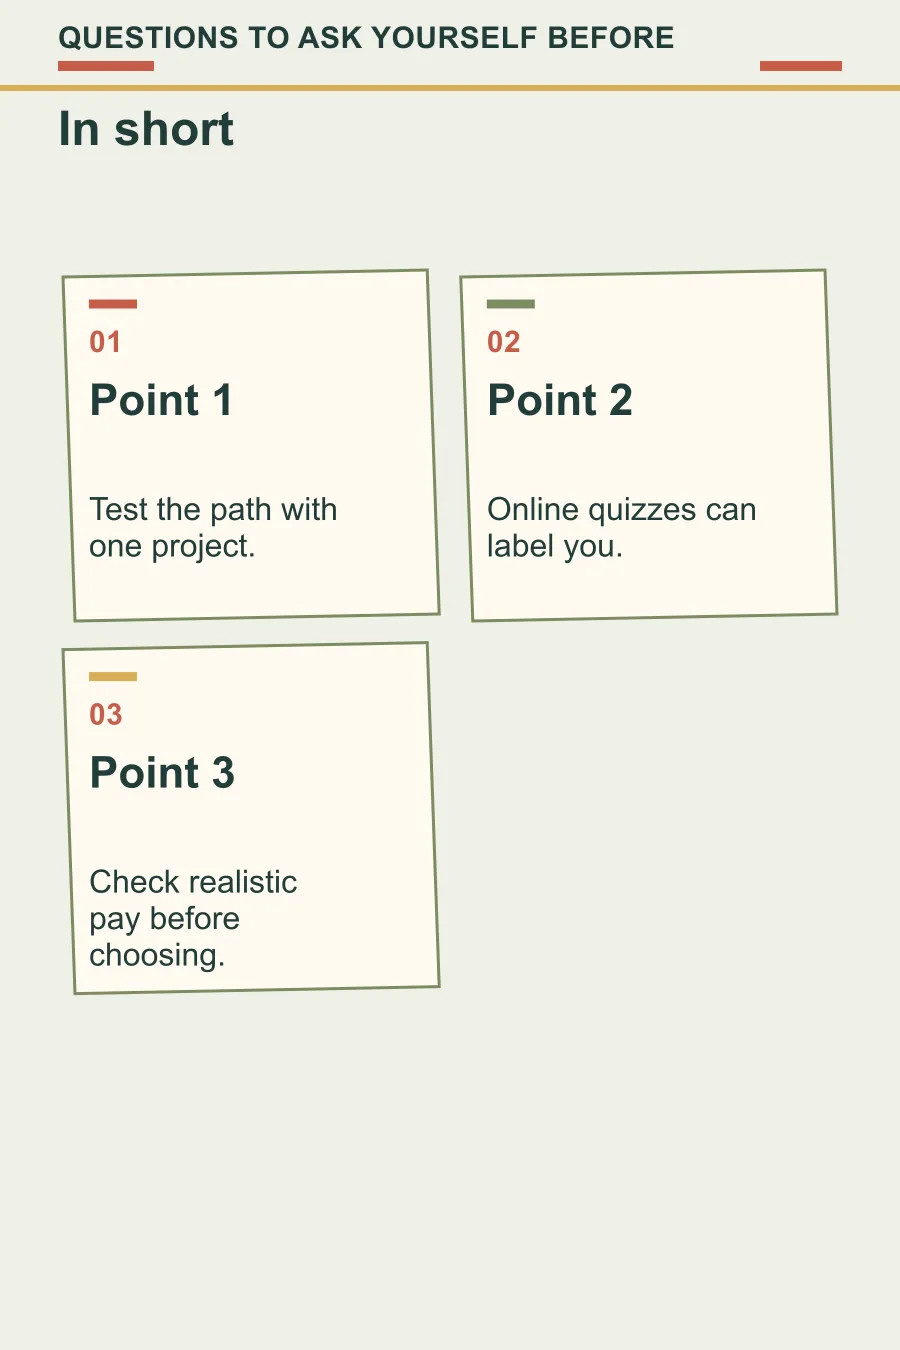 QUESTIONS TO ASK YOURSELF BEFORE
In short
01
Point 1
Test the path with
one project.
02
Point 2
Online quizzes can
label you.
03
Point 3
Check realistic
pay before
choosing.